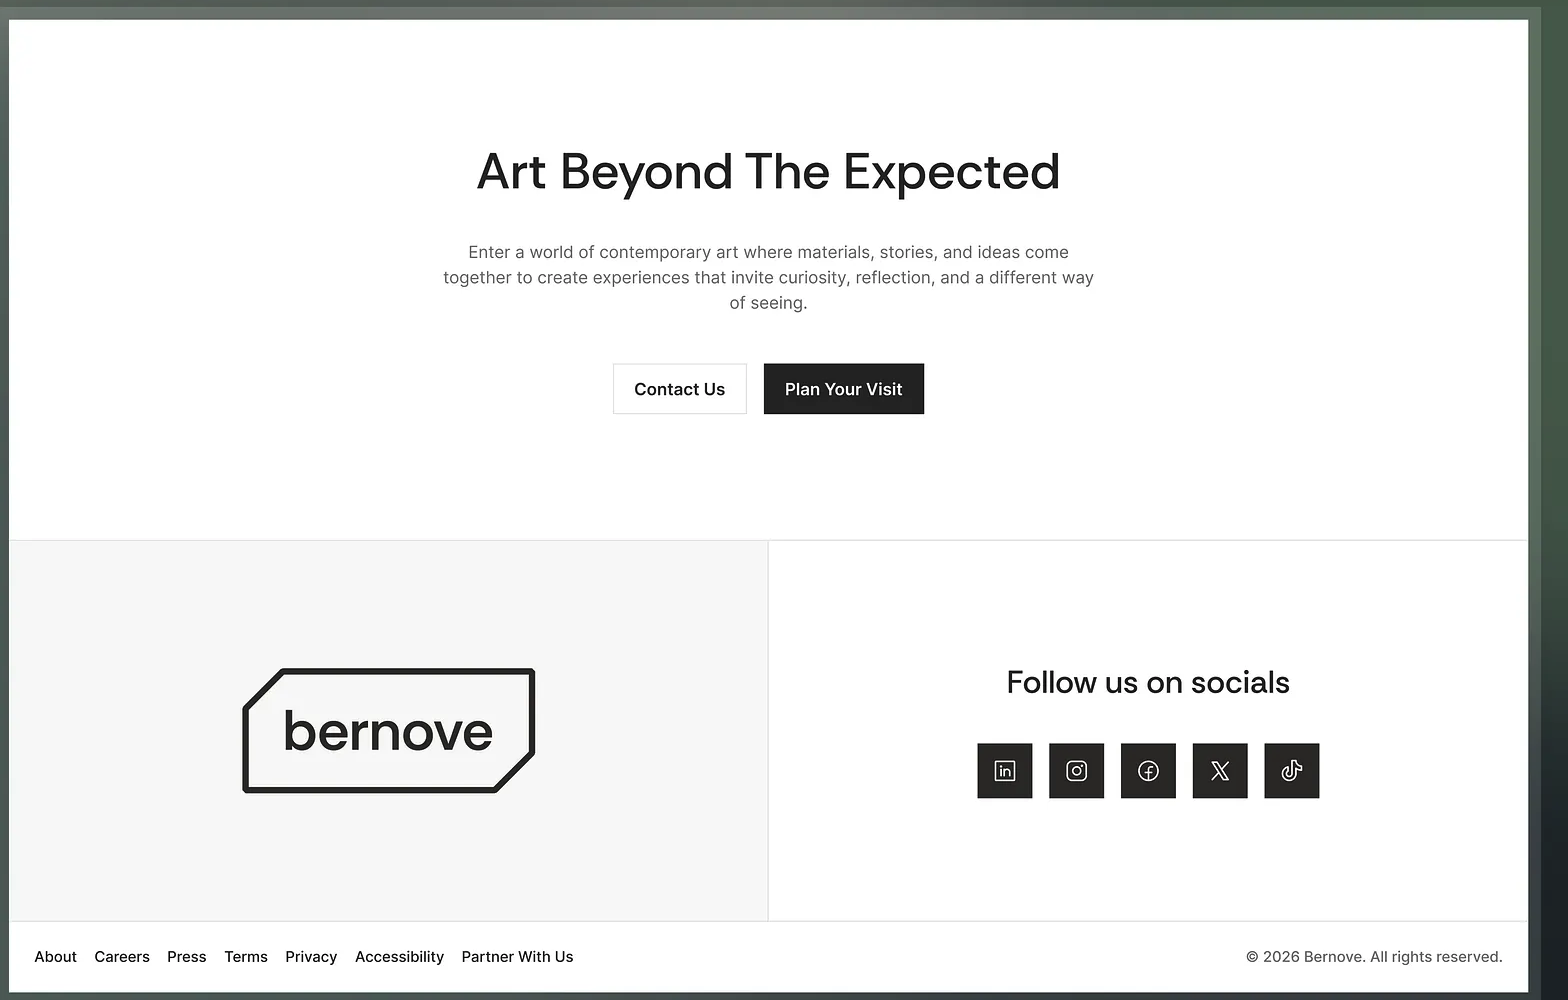 Art Beyond The Expected
Enter a world of contemporary art where materials, stories, and ideas come
together to create experiences that invite curiosity, reflection, and a different way
of seeing.
Contact Us
Plan Your Visit
bernove
Follow us on socials
in
About
Careers
Press
Terms
Privacy
Accessibility
Partner With Us
© 2026 Bernove. All rights reserved.